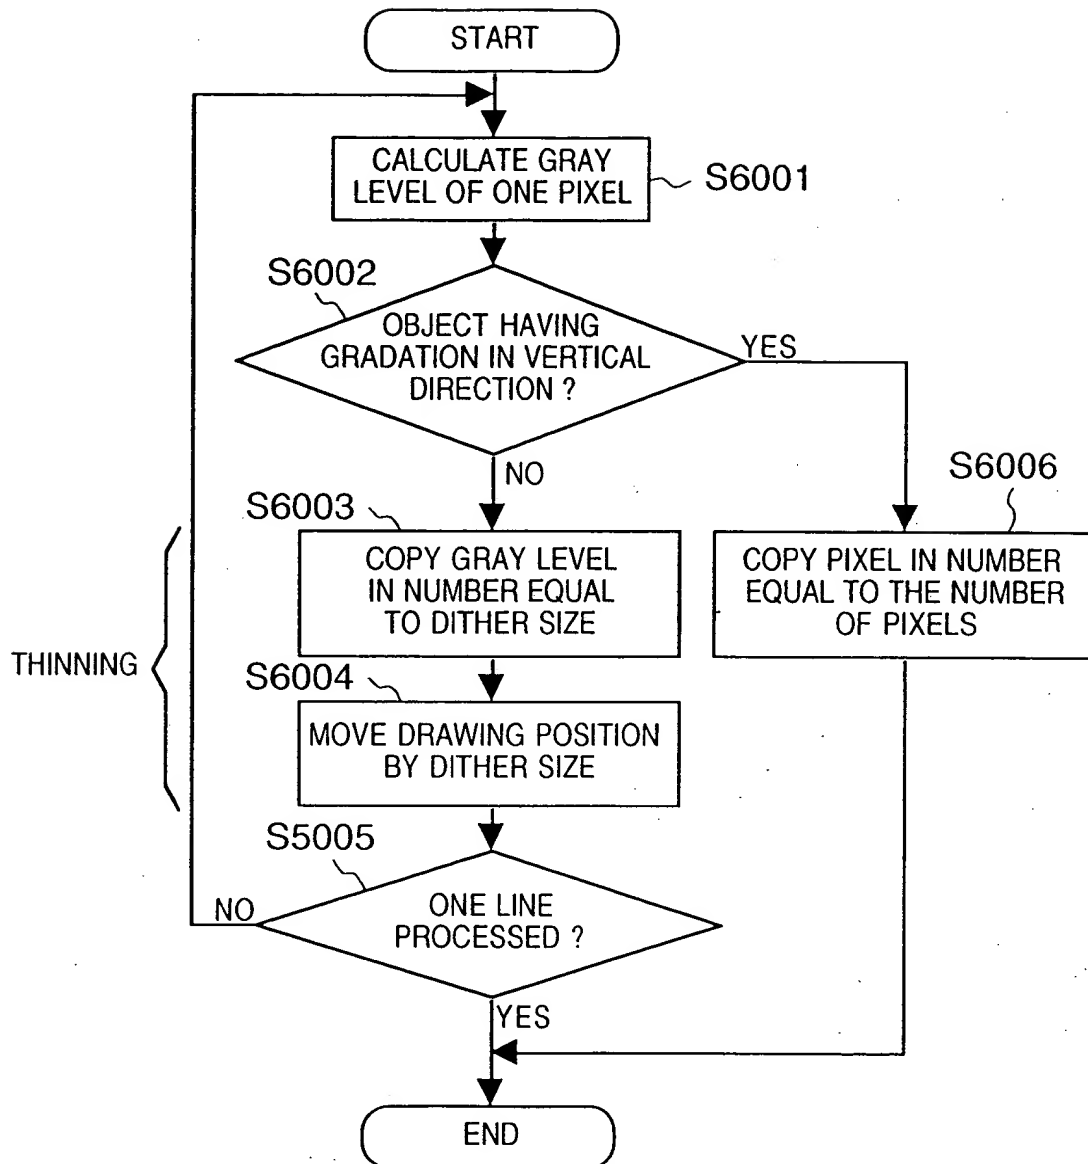 START
CALCULATE GRAY
LEVEL OF ONE PIXEL
S6001
S6002
OBJECT HAVING
GRADATION IN VERTICAL
DIRECTION ?
YES
NO
S6003
COPY GRAY LEVEL
IN NUMBER EQUAL
TO DITHER SIZE
S6006
COPY PIXEL IN NUMBER
EQUAL TO THE NUMBER
OF PIXELS
THINNING
S6004
MOVE DRAWING POSITION
BY DITHER SIZE
S5005
ONE LINE
PROCESSED ?
NO
YES
END